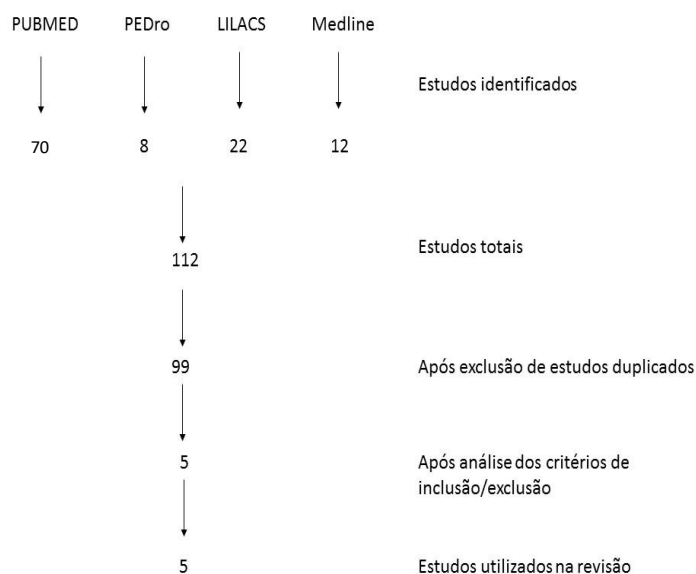 PUBMED PEDro LILACS Medline
Estudos identificados
70 8 22 12
Estudos totais
112
99 Após exclusão de estudos duplicados
5 Após análise dos critérios de
inclusão/exclusão
5 Estudos utilizados na revisão